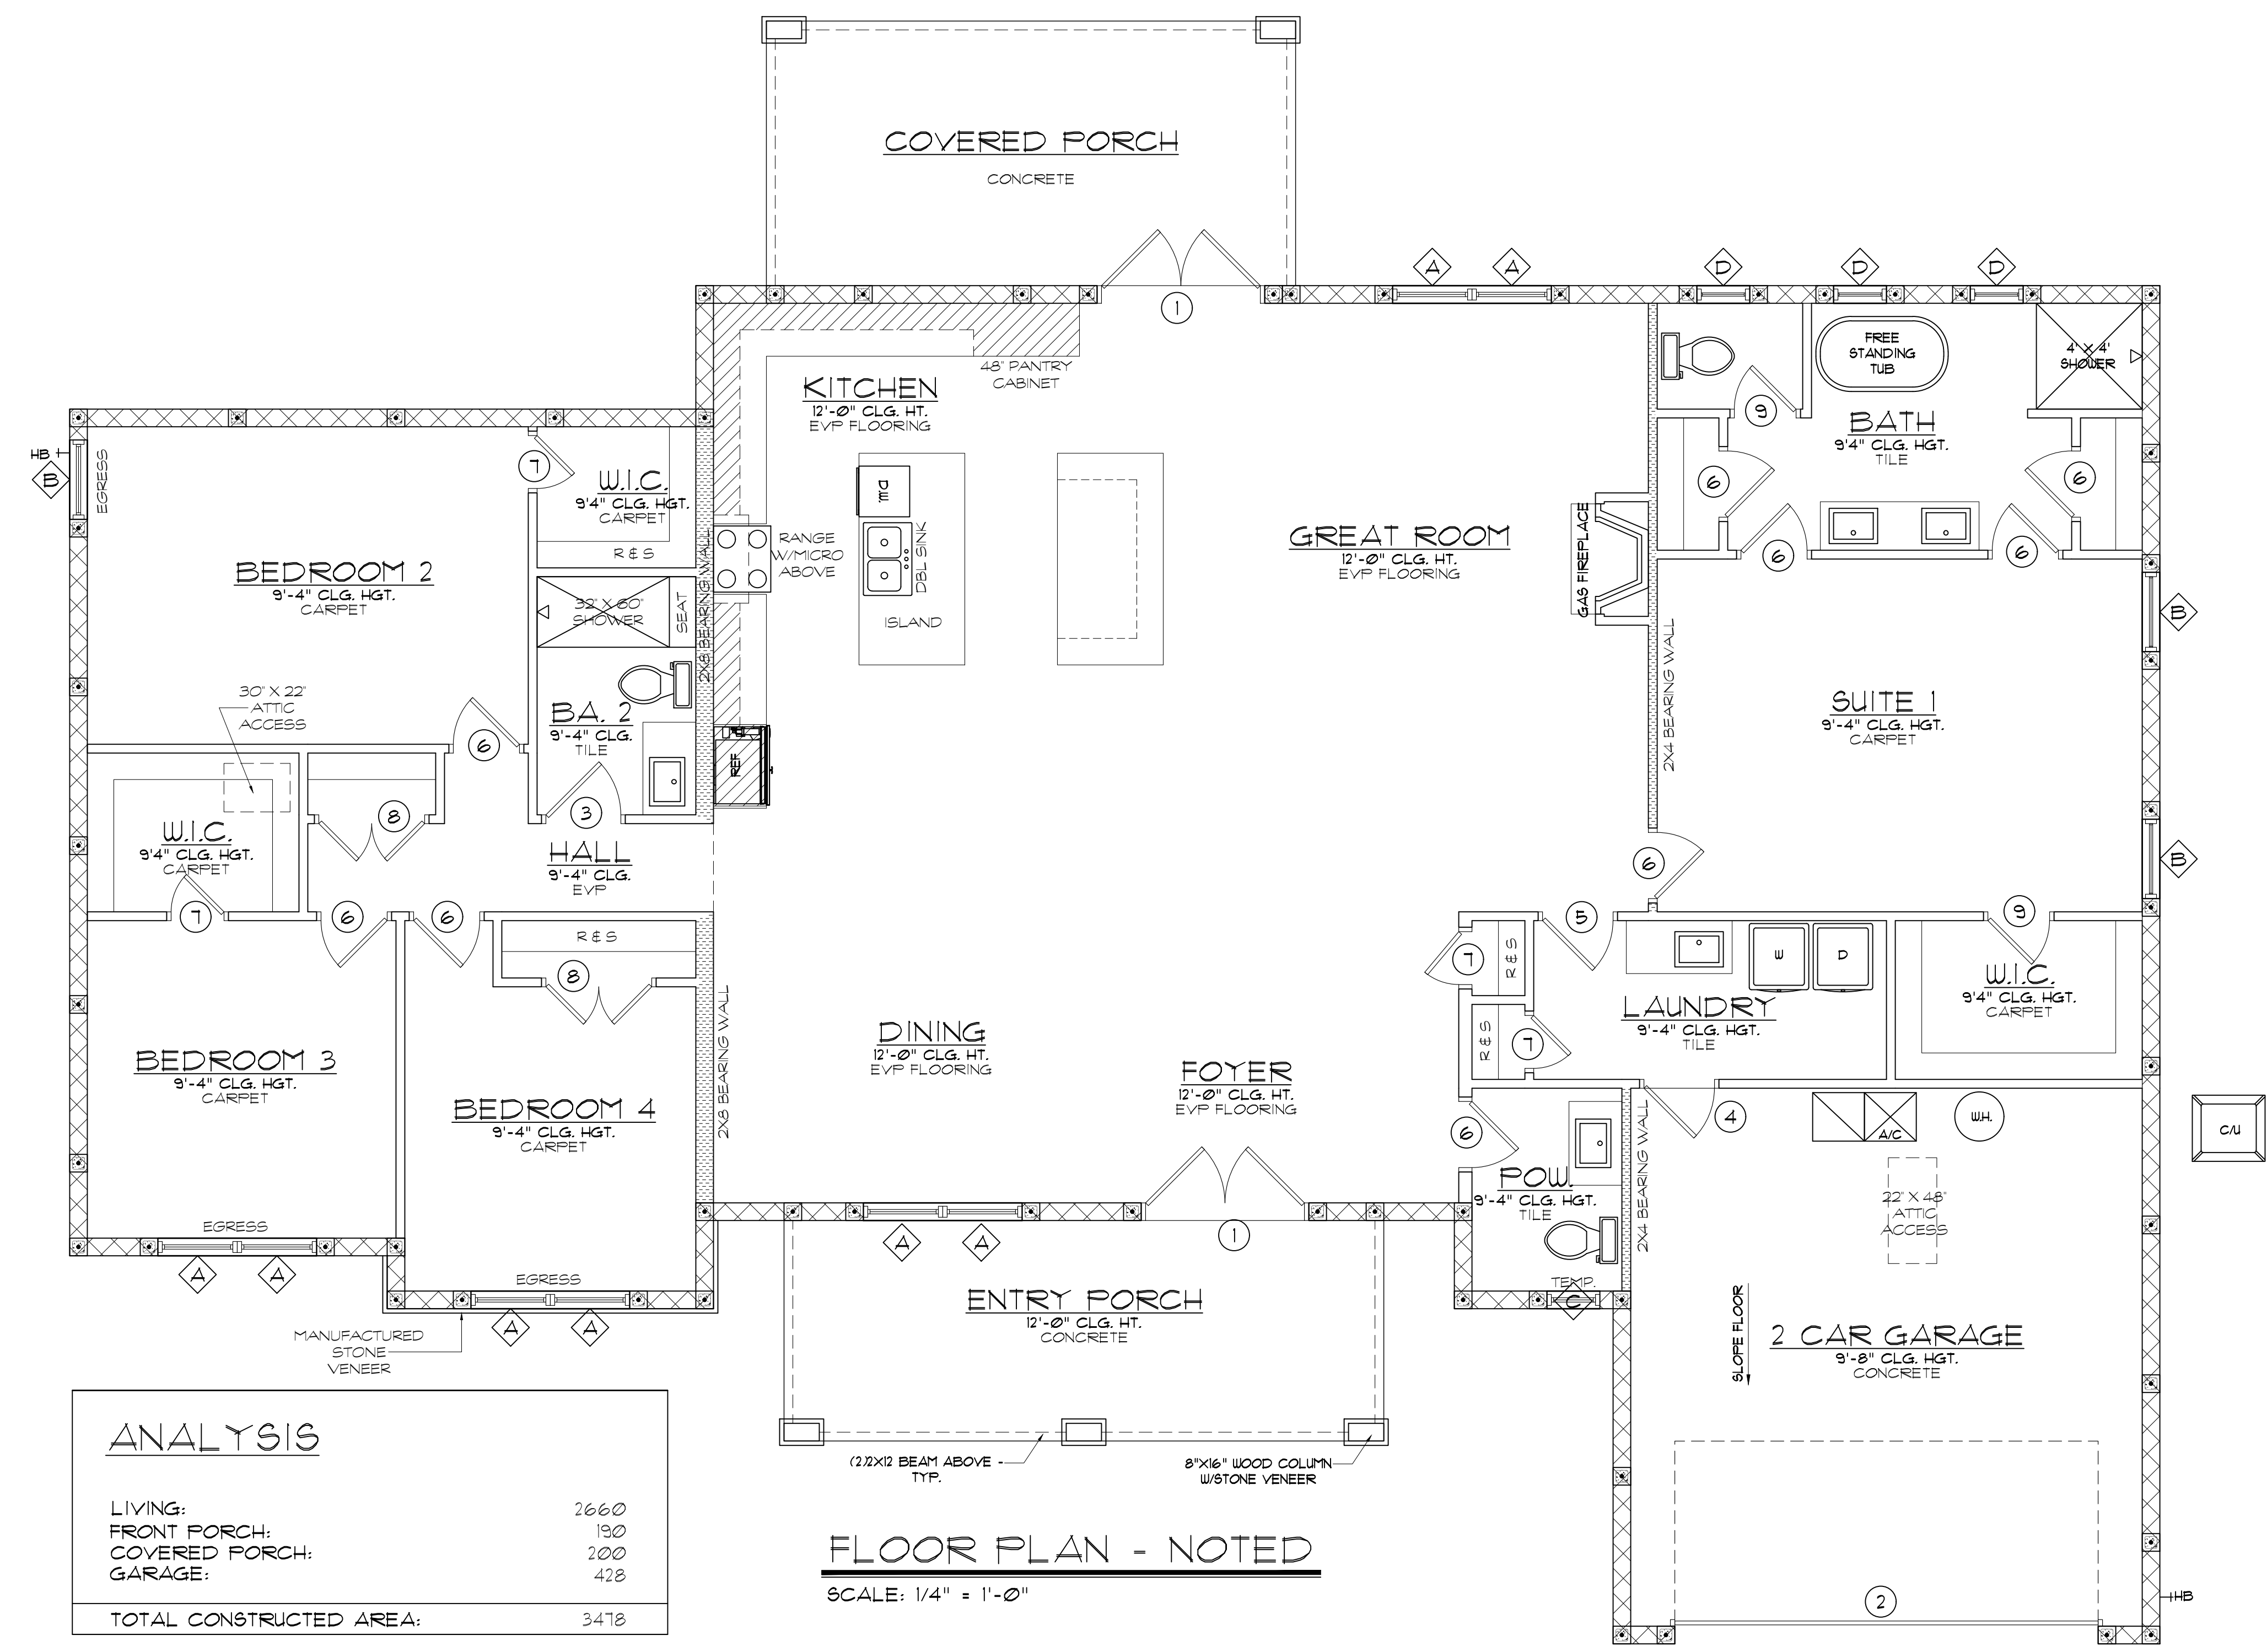 COVERED PORCH
CONCRETE
1
A
A
D
D
D
48" PANTRY
CABINET
KITCHEN
12'-0" CLG. HT.
EVP FLOORING
FREE
STANDING
TUB
4' X 4'
SHOWER
9
BATH
9'4" CLG. HGT.
TILE
HB
B
EGRESS
7
W.I.C.
9'4" CLG. HGT.
CARPET
R & S
D.W.
DBL SINK
ISLAND
RANGE
W/MICRO
ABOVE
2X8 BEARING WALL
GREAT ROOM
12'-0" CLG. HT.
EVP FLOORING
GAS FIREPLACE
6
6
6
6
BEDROOM 2
9'-4" CLG. HGT.
CARPET
32" X 60"
SHOWER
SEAT
B
2X4 BEARING WALL
SUITE 1
9'-4" CLG. HGT.
CARPET
30" X 22"
ATTIC
ACCESS
BA. 2
9'-4" CLG.
TILE
6
REF
8
3
W.I.C.
9'4" CLG. HGT.
CARPET
HALL
9'-4" CLG.
EVP
6
B
7
6
6
5
9
R & S
8
7
R & S
W
D
W.I.C.
9'4" CLG. HGT.
CARPET
LAUNDRY
9'-4" CLG. HGT.
TILE
R & S
7
2X8 BEARING WALL
DINING
12'-0" CLG. HT.
EVP FLOORING
BEDROOM 3
9'-4" CLG. HGT.
CARPET
FOYER
12'-0" CLG. HT.
EVP FLOORING
BEDROOM 4
9'-4" CLG. HGT.
CARPET
6
4
A/C
W.H.
C/U
2X4 BEARING WALL
POW.
9'-4" CLG. HGT.
TILE
22" X 48"
ATTIC
ACCESS
EGRESS
A
A
A
A
1
EGRESS
TEMP.
C
A
A
ENTRY PORCH
12'-0" CLG. HT.
CONCRETE
SLOPE FLOOR
2 CAR GARAGE
9'-8" CLG. HGT.
CONCRETE
MANUFACTURED
STONE
VENEER
(2)2X12 BEAM ABOVE -
TYP.
8"X16" WOOD COLUMN
W/STONE VENEER
ANALYSIS
LIVING: 2660
FRONT PORCH: 190
COVERED PORCH: 200
GARAGE: 428
TOTAL CONSTRUCTED AREA: 3478
FLOOR PLAN - NOTED
SCALE: 1/4" = 1'-0"
2
HB